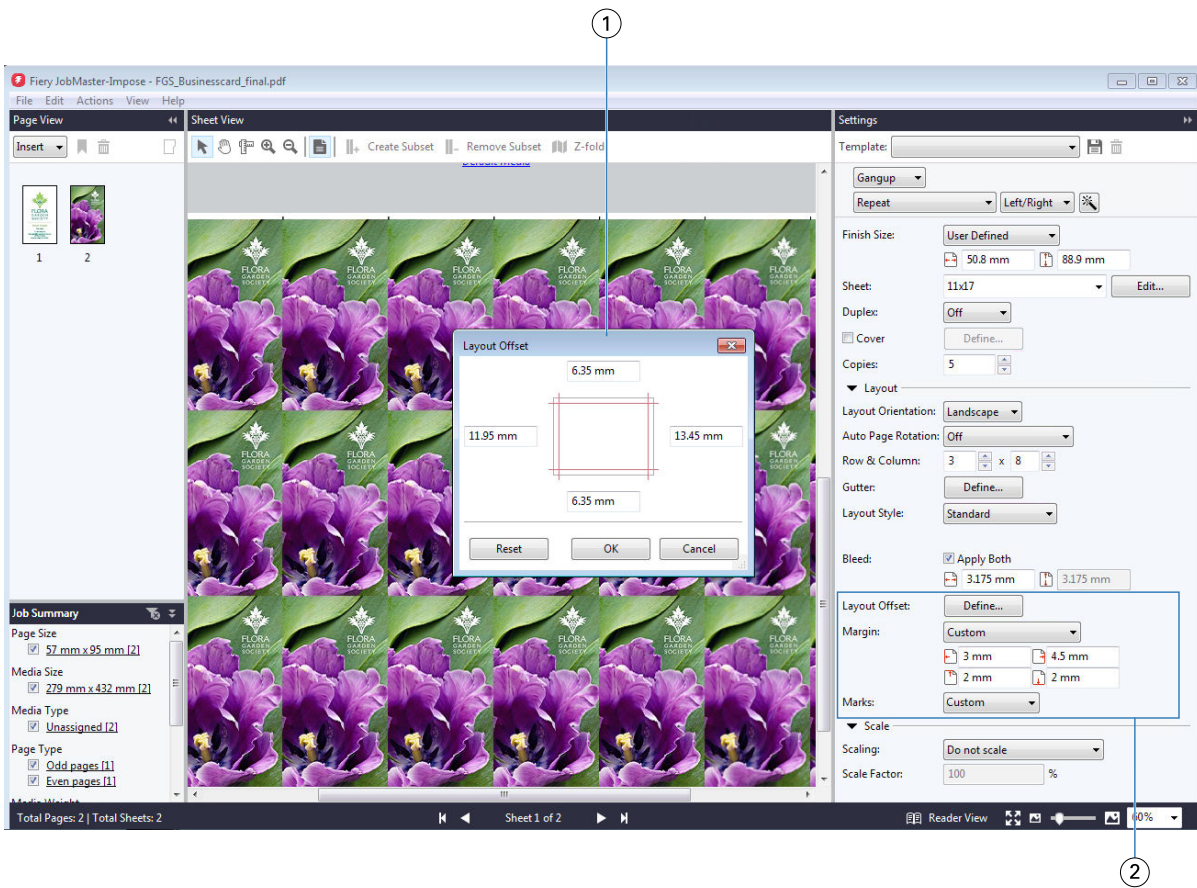 1
Fiery JobMaster-Impose - FGS_Businesscard_final.pdf
File Edit Actions View Help
Page View
Insert
1 2
Sheet View
Create Subset Remove Subset Z-fold
Default Media
FLORA
GARDEN
SOCIETY
Layout Offset
6.35 mm
11.95 mm 13.45 mm
6.35 mm
Reset OK Cancel
Job Summary
Page Size
57 mm x 95 mm [2]
Media Size
279 mm x 432 mm [2]
Media Type
Unassigned [2]
Page Type
Odd pages [1]
Even pages [1]
Media Weight
Settings
Template:
Gangup
Repeat Left/Right
Finish Size: User Defined
50.8 mm 88.9 mm
Sheet: 11x17 Edit...
Duplex: Off
Cover Define...
Copies: 5
Layout
Layout Orientation: Landscape
Auto Page Rotation: Off
Row & Column: 3 x 8
Gutter: Define...
Layout Style: Standard
Bleed: Apply Both
3.175 mm 3.175 mm
Layout Offset: Define...
Margin: Custom
3 mm 4.5 mm
2 mm 2 mm
Marks: Custom
Scale
Scaling: Do not scale
Scale Factor: 100 %
Total Pages: 2 | Total Sheets: 2 Sheet 1 of 2 Reader View 60%
2